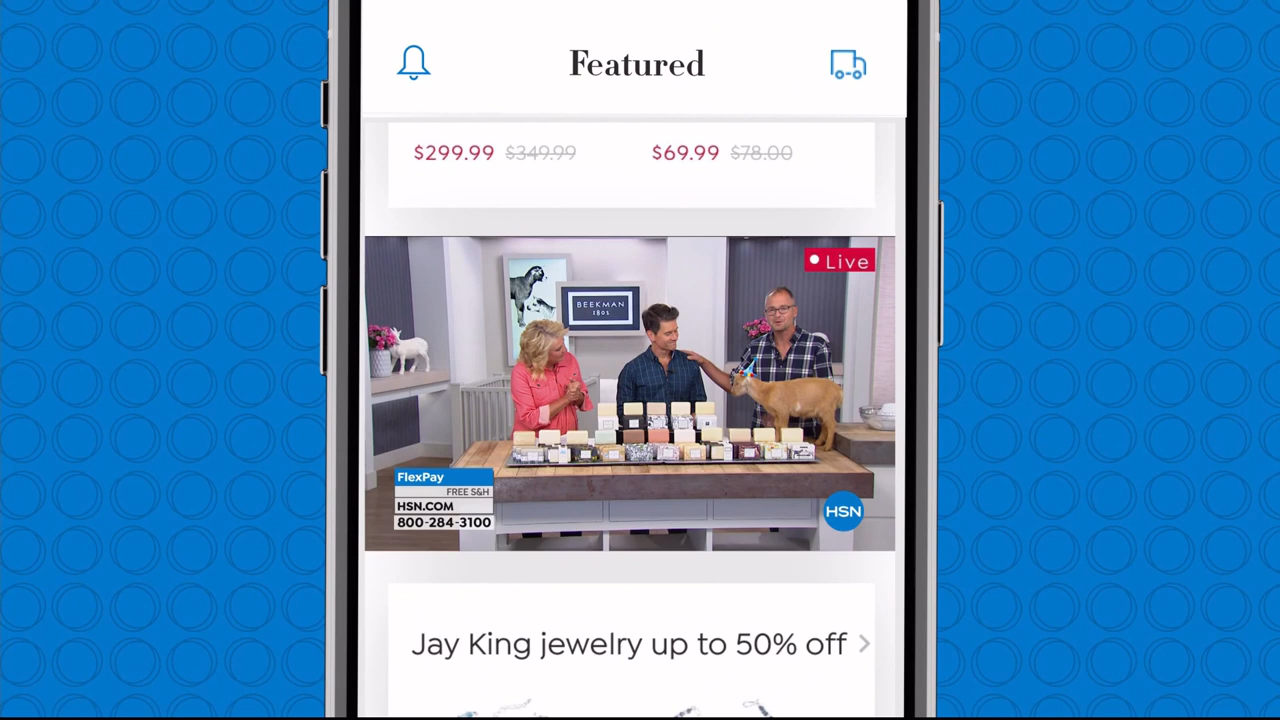 Featured
$299.99 $349.99 $69.99 $78.00
Live
BEEKMAN
1802
FlexPay
FREE S&H
HSN.COM
800-284-3100
HSN
Jay King jewelry up to 50% off